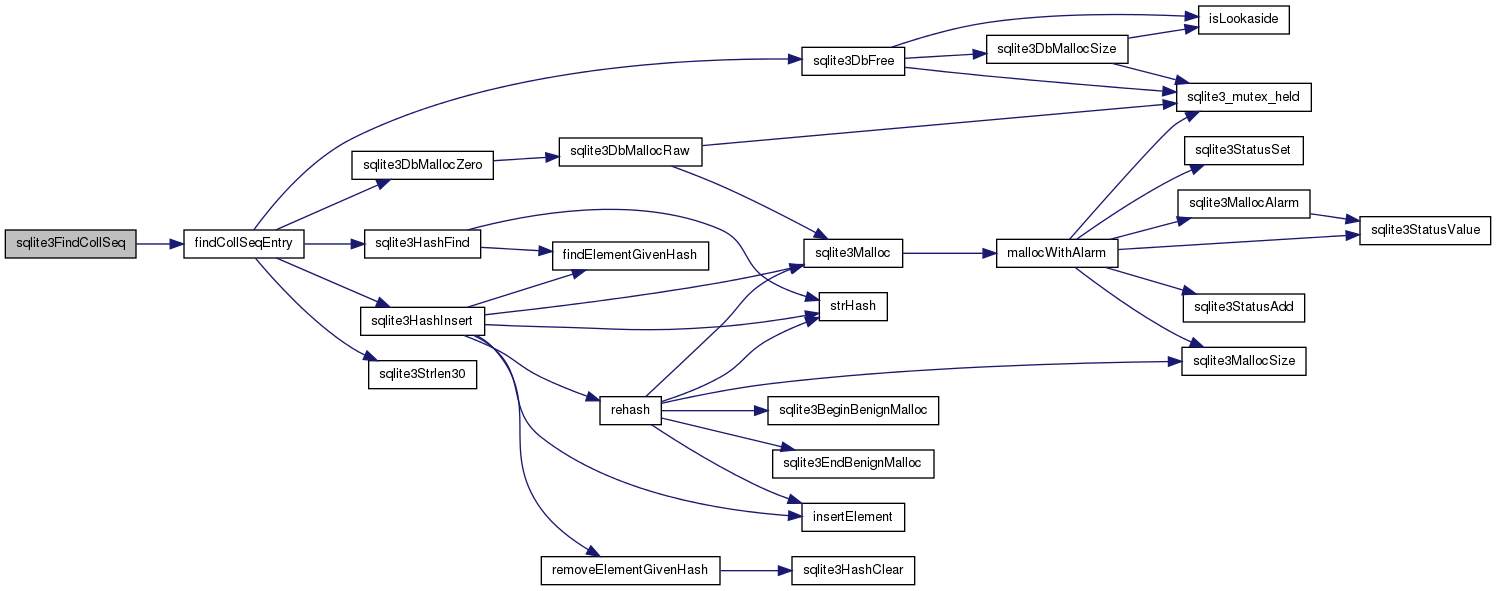 sqlite3FindCollSeq
findCollSeqEntry
sqlite3DbFree
sqlite3DbMallocZero
sqlite3HashFind
sqlite3HashInsert
sqlite3Strlen30
sqlite3DbMallocRaw
findElementGivenHash
rehash
removeElementGivenHash
sqlite3Malloc
strHash
sqlite3BeginBenignMalloc
sqlite3EndBenignMalloc
insertElement
sqlite3HashClear
sqlite3DbMallocSize
mallocWithAlarm
isLookaside
sqlite3_mutex_held
sqlite3StatusSet
sqlite3MallocAlarm
sqlite3StatusAdd
sqlite3MallocSize
sqlite3StatusValue